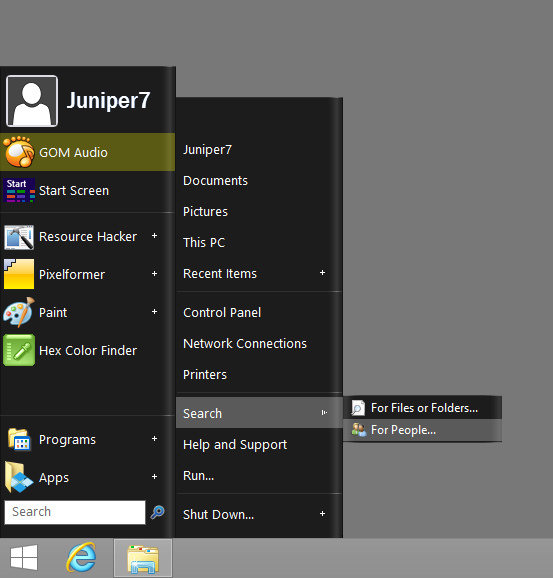 Juniper7
GOM Audio
Start
Start Screen
Resource Hacker
Pixelformer
Paint
Hex Color Finder
Programs
Apps
Search
Juniper7
Documents
Pictures
This PC
Recent Items
Control Panel
Network Connections
Printers
Search
Help and Support
Run...
Shut Down...
For Files or Folders...
For People...